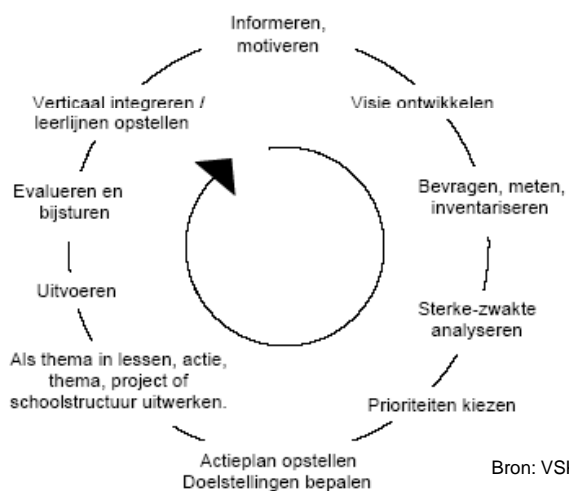 Informeren,
motiveren
Visie ontwikkelen
Bevragen, meten,
inventariseren
Sterke-zwakte
analyseren
Prioriteiten kiezen
Actieplan opstellen
Doelstellingen bepalen
Als thema in lessen, actie,
thema, project of
schoolstructuur uitwerken.
Uitvoeren
Evalueren en
bijsturen
Verticaal integreren /
leerlijnen opstellen
Bron: